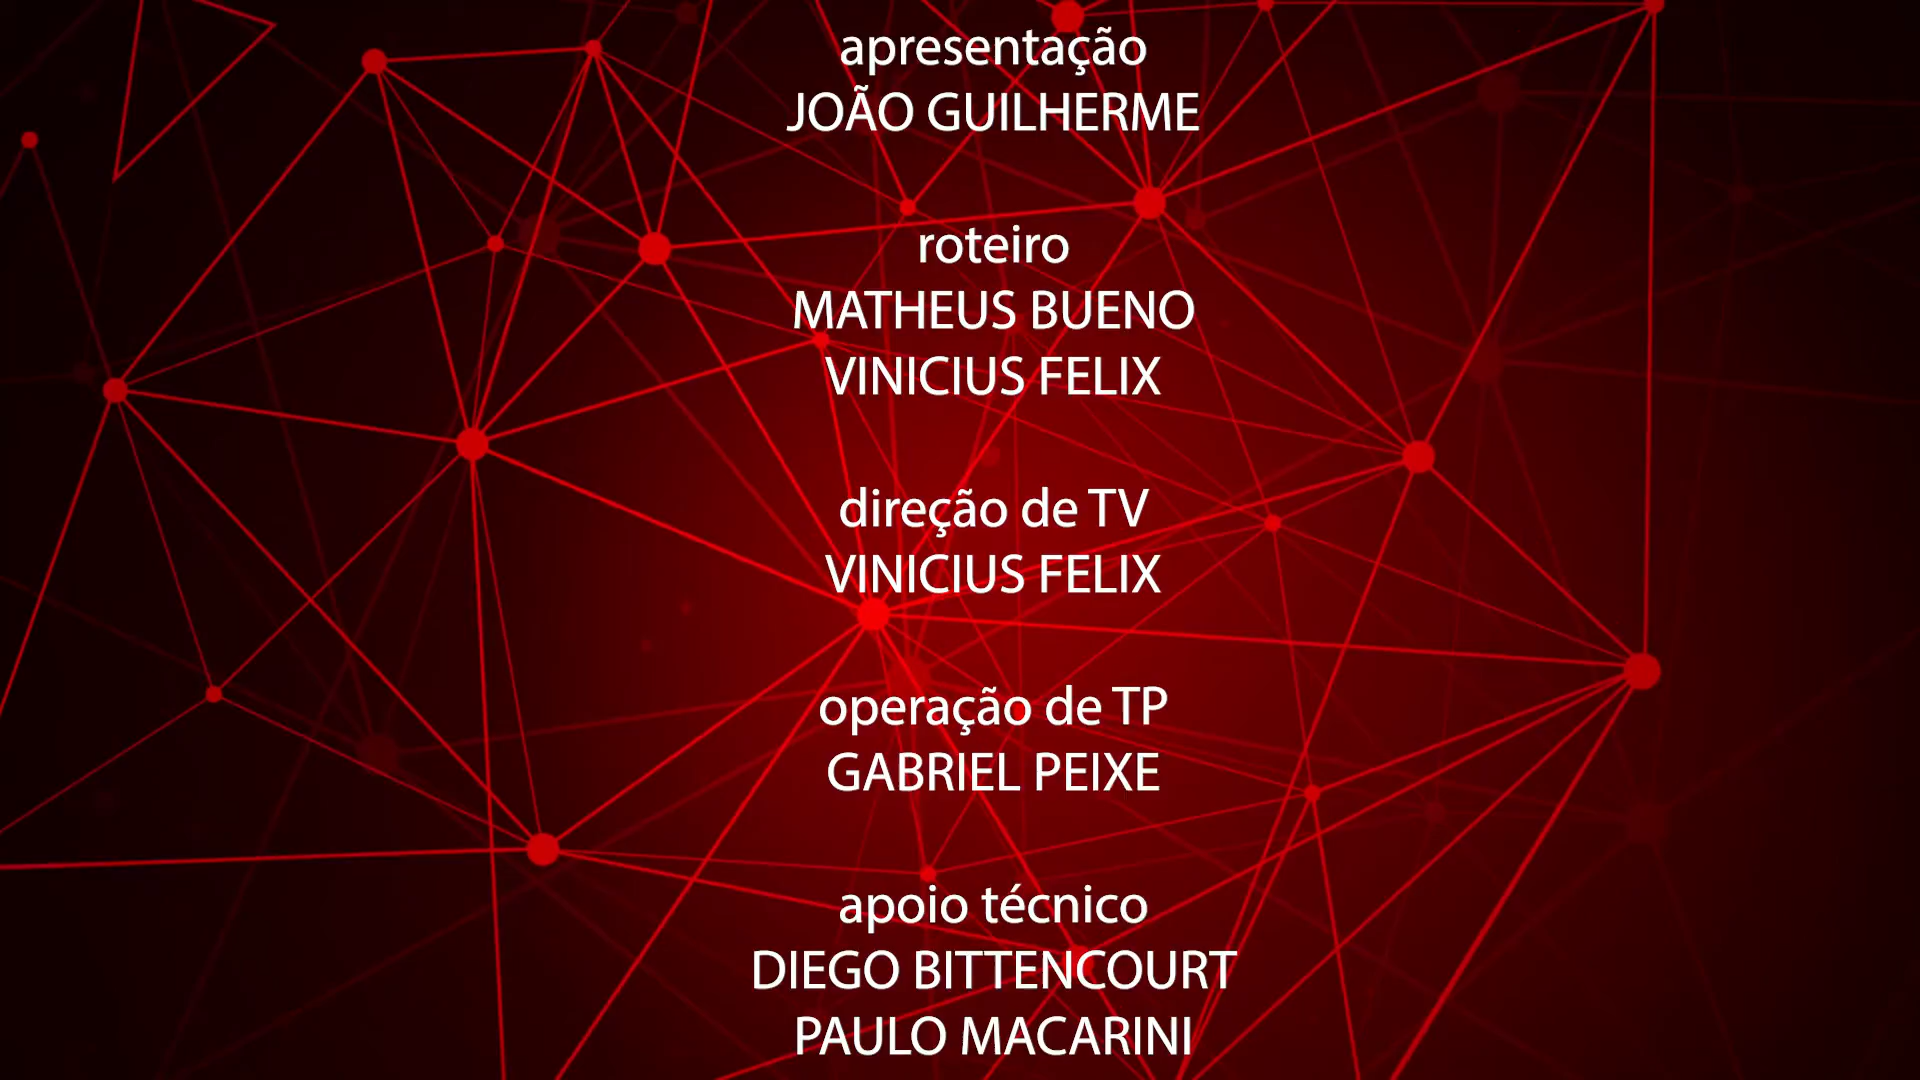 apresentação
JOÃO GUILHERME
roteiro
MATHEUS BUENO
VINICIUS FELIX
direção de TV
VINICIUS FELIX
operação de TP
GABRIEL PEIXE
apoio técnico
DIEGO BITTENCOURT
PAULO MACARINI